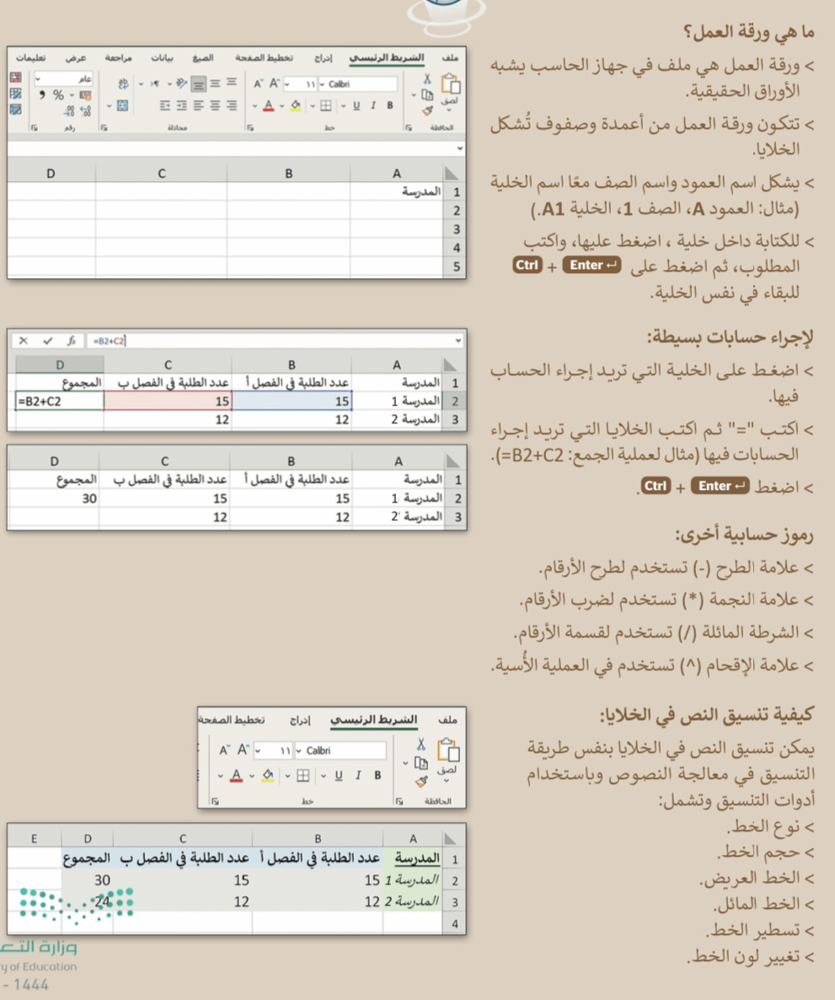 ما هي ورقة العمل؟
> ورقة العمل هي ملف في جهاز الحاسب يشبه
الأوراق الحقيقية.
> تتكون ورقة العمل من أعمدة وصفوف تُشكل
الخلايا.
> يشكل اسم العمود واسم الصف معًا اسم الخلية
(مثال: العمود A، الصف 1، الخلية A1.)
> للكتابة داخل خلية ، اضغط عليها، واكتب
المطلوب، ثم اضغط على Ctrl + Enter
للبقاء في نفس الخلية.
ملف الشريط الرئيسي إدراج تخطيط الصفحة الصيغ بيانات مراجعة عرض تعليمات
لصق Calibri ١١ A A عام
B I U A % و
الحافظة خط محاذاة رقم
A B C D
1 المدرسة
2
3
4
5
لإجراء حسابات بسيطة:
> اضغط على الخلية التي تريد إجراء الحساب
فيها.
> اكتب "=" ثم اكتب الخلايا التي تريد إجراء
الحسابات فيها (مثال لعملية الجمع: B2+C2=).
> اضغط Ctrl + Enter.
fx =B2+C2
A B C D
1 المدرسة عدد الطلبة في الفصل أ عدد الطلبة في الفصل ب المجموع
2 المدرسة 1 15 15 =B2+C2
3 المدرسة 2 12 12
A B C D
1 المدرسة عدد الطلبة في الفصل أ عدد الطلبة في الفصل ب المجموع
2 المدرسة 1 15 15 30
3 المدرسة 2 12 12
رموز حسابية أخرى:
> علامة الطرح (-) تستخدم لطرح الأرقام.
> علامة النجمة (*) تستخدم لضرب الأرقام.
> الشرطة المائلة (/) تستخدم لقسمة الأرقام.
> علامة الإقحام (^) تستخدم في العملية الأُسية.
كيفية تنسيق النص في الخلايا:
يمكن تنسيق النص في الخلايا بنفس طريقة
التنسيق في معالجة النصوص وباستخدام
أدوات التنسيق وتشمل:
> نوع الخط.
> حجم الخط.
> الخط العريض.
> الخط المائل.
> تسطير الخط.
> تغيير لون الخط.
ملف الشريط الرئيسي إدراج تخطيط الصفحة
لصق Calibri ١١ A A
B I U A
الحافظة خط
A B C D E
1 المدرسة عدد الطلبة في الفصل أ عدد الطلبة في الفصل ب المجموع
2 المدرسة 1 15 15 30
3 المدرسة 2 12 12 24
4
وزارة التع
y of Education
- 1444